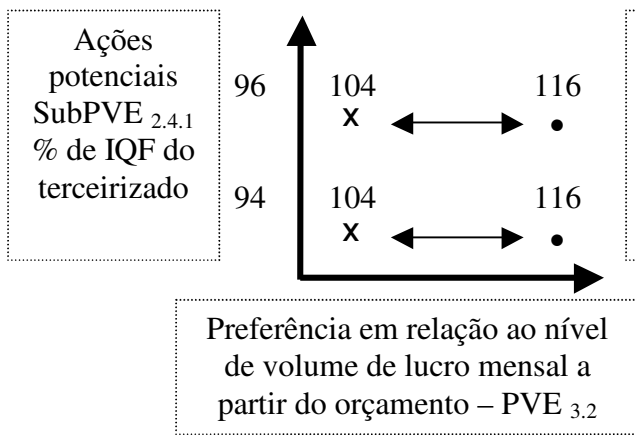 Ações
potenciais
SubPVE 2.4.1
% de IQF do
terceirizado
96 104 116
x •
94 104 116
x •
Preferência em relação ao nível
de volume de lucro mensal a
partir do orçamento – PVE 3.2